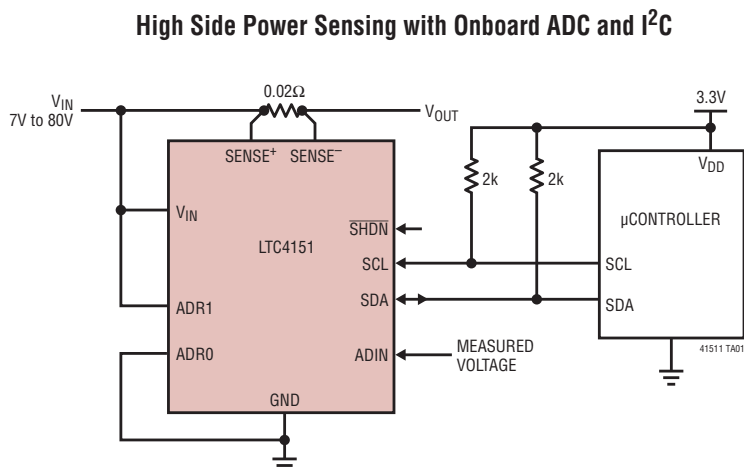 High Side Power Sensing with Onboard ADC and I²C
V_IN
7V to 80V
0.02Ω
V_OUT
3.3V
SENSE⁺ SENSE⁻
2k
2k
V_DD
V_IN
µCONTROLLER
SHDN
LTC4151
SCL
SCL
SDA
SDA
ADR1
41511 TA01
ADR0
ADIN
MEASURED
VOLTAGE
GND